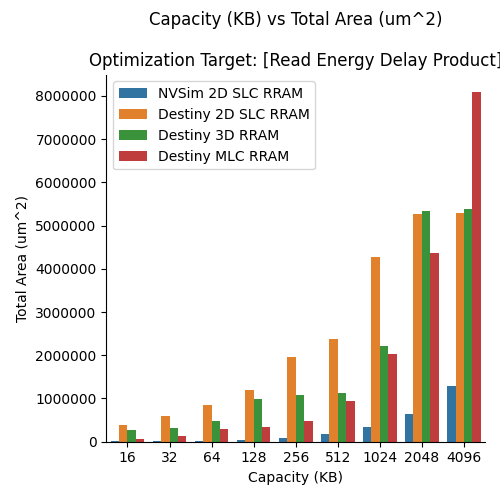 Capacity (KB) vs Total Area (um^2)
Optimization Target: [Read Energy Delay Product]
NVSim 2D SLC RRAM
Destiny 2D SLC RRAM
Destiny 3D RRAM
Destiny MLC RRAM
Total Area (um^2)
8000000
7000000
6000000
5000000
4000000
3000000
2000000
1000000
0
16 32 64 128 256 512 1024 2048 4096
Capacity (KB)